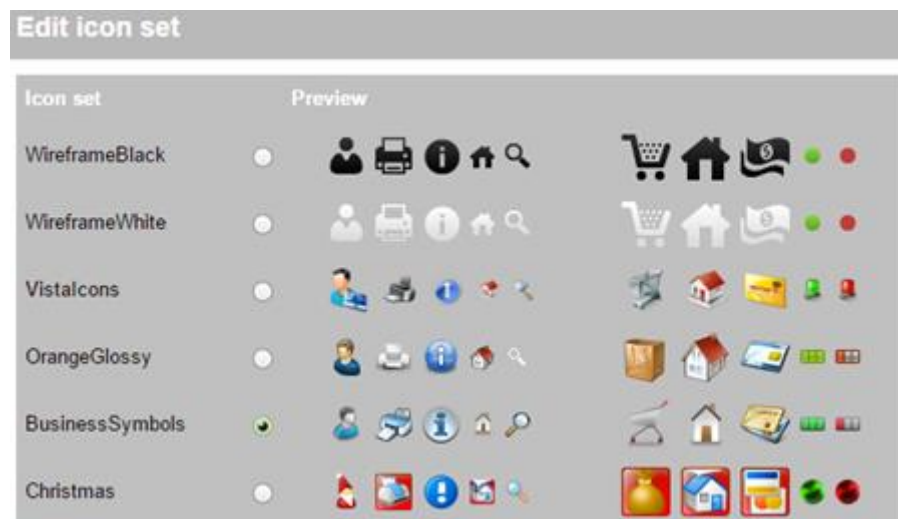 Edit icon set
Icon set Preview
WireframeBlack
WireframeWhite
VistaIcons
OrangeGlossy
BusinessSymbols
Christmas